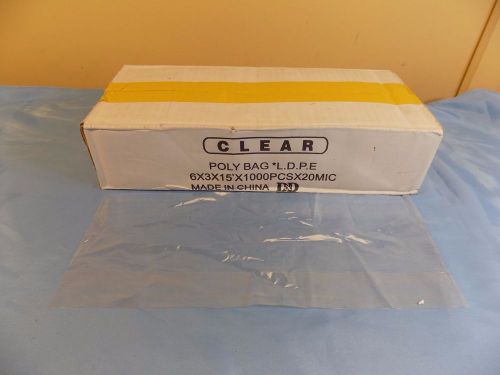 CLEAR
POLY BAG *L.D.P.E
6X3X15'X1000PCSX20MIC
MADE IN CHINA